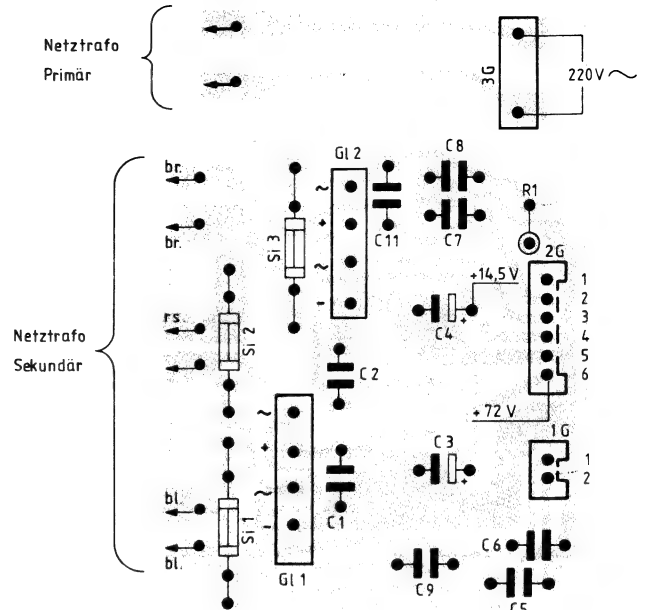 Netztrafo
Primär
3G
220V ~
br.
br.
Gl 2
~
+
~
-
Si 3
C11
C8
C7
R1
2G
+14,5 V
1
2
3
4
5
6
C4
+
rs.
Si 2
Netztrafo
Sekundär
C 2
+ 72 V
~
+
~
-
C 3
+
1G
1
2
bl.
bl.
Si 1
C1
Gl 1
C9
C6
C5